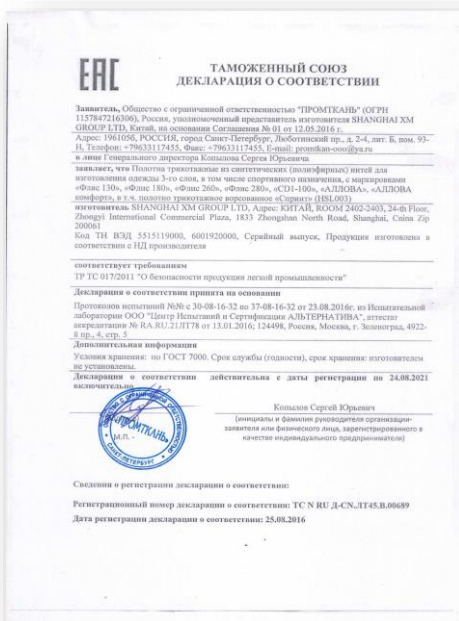 ЕАС
ТАМОЖЕННЫЙ СОЮЗ
ДЕКЛАРАЦИЯ О СООТВЕТСТВИИ
Заявитель, Общество с ограниченной ответственностью "ПРОМТКАНЬ" (ОГРН
1157847216306), Россия, уполномоченный представитель изготовителя SHANGHAI XM
GROUP LTD, Китай, на основании Соглашения № 01 от 12.05.2016 г.
Адрес: 1961056, РОССИЯ, город Санкт-Петербург, Люботинский пр., д. 2-4, лит. Б, пом. 93-
Н, Телефон: +79633117455, Факс: +79633117455, E-mail: promtkan-ooo@ya.ru
в лице Генерального директора Копылова Сергея Юрьевича
заявляет, что Полотна трикотажные из синтетических (полиэфирных) нитей для
изготовления одежды 3-го слоя, в том числе спортивного назначения, с маркировками
«Флис 130», «Флис 180», «Флис 260», «Флис 280», «CD1-100», «АЛЛОВА», «АЛЛОВА
комфорт», в т.ч. полотно трикотажное ворсованное «Спринт» (HSL003)
изготовитель SHANGHAI XM GROUP LTD, Адрес: КИТАЙ, ROOM 2402-2403, 24-th Floor,
Zhongyi International Commercial Plaza, 1833 Zhongshan North Road, Shanghai, Cnina Zip
200061
Код ТН ВЭД 5515119000, 6001920000, Серийный выпуск, Продукция изготовлена в
соответствии с НД производителя
соответствует требованиям
ТР ТС 017/2011 "О безопасности продукции легкой промышленности"
Декларация о соответствии принята на основании
Протоколов испытаний №№ с 30-08-16-32 по 37-08-16-32 от 23.08.2016г. из Испытательной
лаборатории ООО "Центр Испытаний и Сертификации АЛЬТЕРНАТИВА", аттестат
аккредитации № RA.RU.21ЛТ78 от 13.01.2016; 124498, Россия, Москва, г. Зеленоград, 4922-
й пр., 4, стр. 5
Дополнительная информация
Условия хранения: по ГОСТ 7000. Срок службы (годности), срок хранения: изготовителем
не установлены.
Декларация о соответствии действительна с даты регистрации по 24.08.2021
включительно
«ПРОМТКАНЬ»
САНКТ-ПЕТЕРБУРГ
М.П.
Копылов Сергей Юрьевич
(инициалы и фамилия руководителя организации-
заявителя или физического лица, зарегистрированного в
качестве индивидуального предпринимателя)
Сведения о регистрации декларации о соответствии:
Регистрационный номер декларации о соответствии: ТС N RU Д-CN.ЛТ45.В.00689
Дата регистрации декларации о соответствии: 25.08.2016